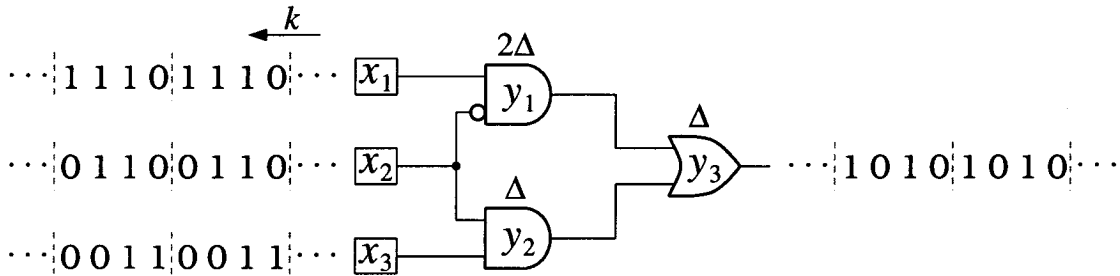 k
2Δ
··· 1 1 1 0 1 1 1 0 ··· x₁ y₁
Δ
··· 0 1 1 0 0 1 1 0 ··· x₂ y₃ ··· 1 0 1 0 1 0 1 0 ···
Δ
··· 0 0 1 1 0 0 1 1 ··· x₃ y₂